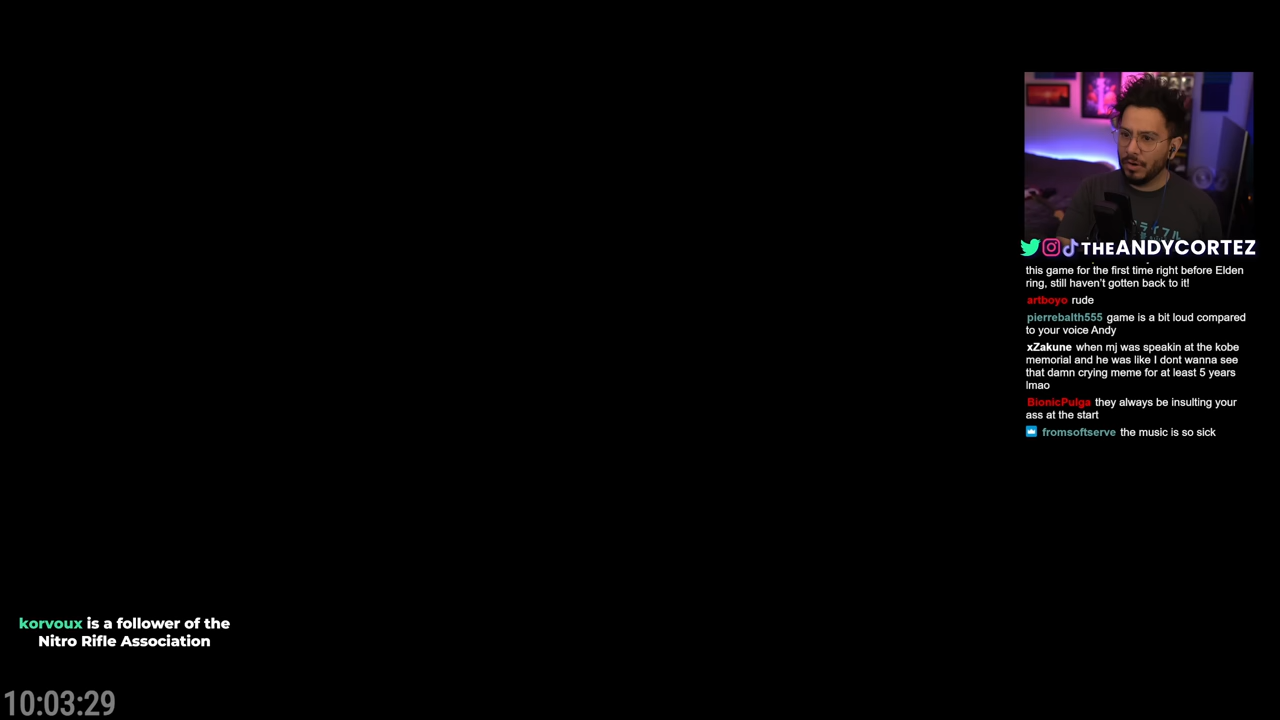 THEANDYCORTEZ
this game for the first time right before Elden
ring, still haven't gotten back to it!
artboyo rude
pierrebalth555 game is a bit loud compared
to your voice Andy
xZakune when mj was speakin at the kobe
memorial and he was like I dont wanna see
that damn crying meme for at least 5 years
lmao
BionicPulga they always be insulting your
ass at the start
fromsoftserve the music is so sick
korvoux is a follower of the
Nitro Rifle Association
10:03:29